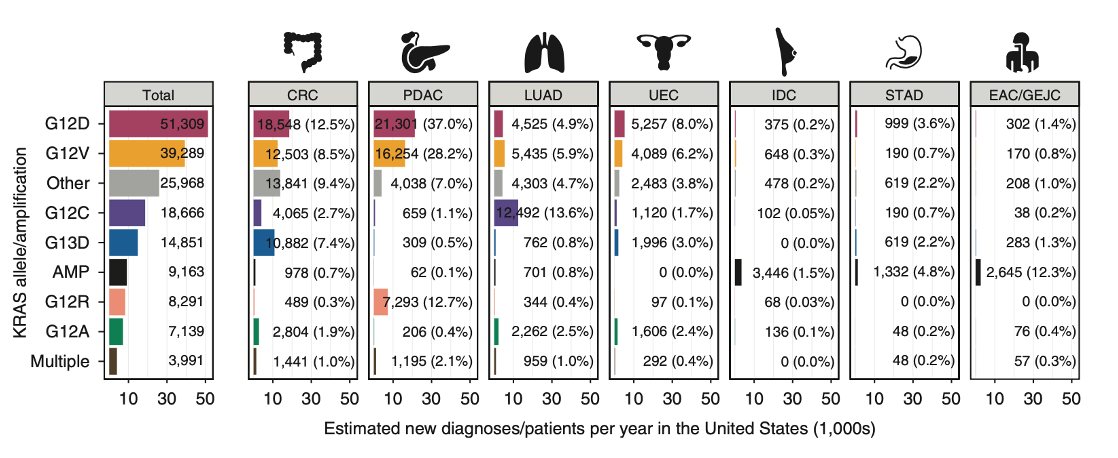 Total CRC PDAC LUAD UEC IDC STAD EAC/GEJC
KRAS allele/amplification
G12D 51,309 18,548 (12.5%) 21,301 (37.0%) 4,525 (4.9%) 5,257 (8.0%) 375 (0.2%) 999 (3.6%) 302 (1.4%)
G12V 39,289 12,503 (8.5%) 16,254 (28.2%) 5,435 (5.9%) 4,089 (6.2%) 648 (0.3%) 190 (0.7%) 170 (0.8%)
Other 25,968 13,841 (9.4%) 4,038 (7.0%) 4,303 (4.7%) 2,483 (3.8%) 478 (0.2%) 619 (2.2%) 208 (1.0%)
G12C 18,666 4,065 (2.7%) 659 (1.1%) 12,492 (13.6%) 1,120 (1.7%) 102 (0.05%) 190 (0.7%) 38 (0.2%)
G13D 14,851 10,882 (7.4%) 309 (0.5%) 762 (0.8%) 1,996 (3.0%) 0 (0.0%) 619 (2.2%) 283 (1.3%)
AMP 9,163 978 (0.7%) 62 (0.1%) 701 (0.8%) 0 (0.0%) 3,446 (1.5%) 1,332 (4.8%) 2,645 (12.3%)
G12R 8,291 489 (0.3%) 7,293 (12.7%) 344 (0.4%) 97 (0.1%) 68 (0.03%) 0 (0.0%) 0 (0.0%)
G12A 7,139 2,804 (1.9%) 206 (0.4%) 2,262 (2.5%) 1,606 (2.4%) 136 (0.1%) 48 (0.2%) 76 (0.4%)
Multiple 3,991 1,441 (1.0%) 1,195 (2.1%) 959 (1.0%) 292 (0.4%) 0 (0.0%) 48 (0.2%) 57 (0.3%)
10 30 50 10 30 50 10 30 50 10 30 50 10 30 50 10 30 50 10 30 50 10 30 50
Estimated new diagnoses/patients per year in the United States (1,000s)